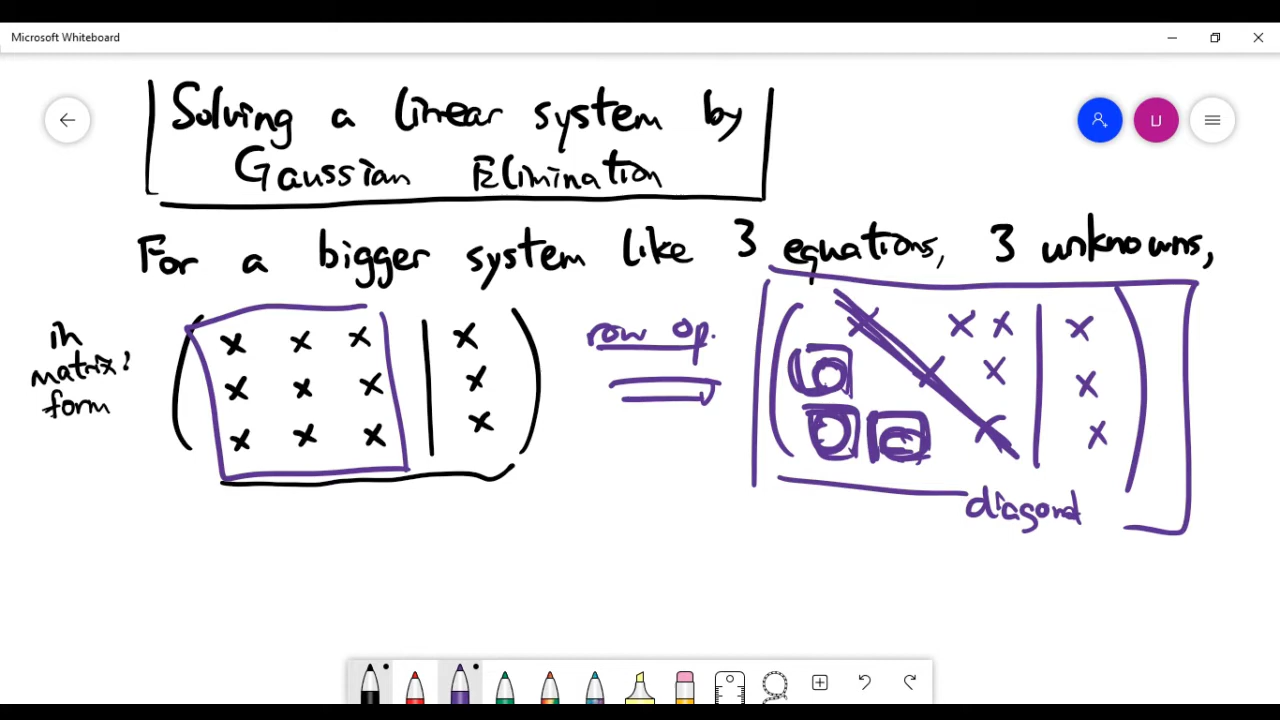 Microsoft Whiteboard
Solving a linear system by
Gaussian Elimination
For a bigger system like 3 equations, 3 unknowns,
in
matrix:
form
x x x | x
x x x | x
x x x | x
row op.
x x x | x
0 x x | x
0 0 x | x
diagonal
U